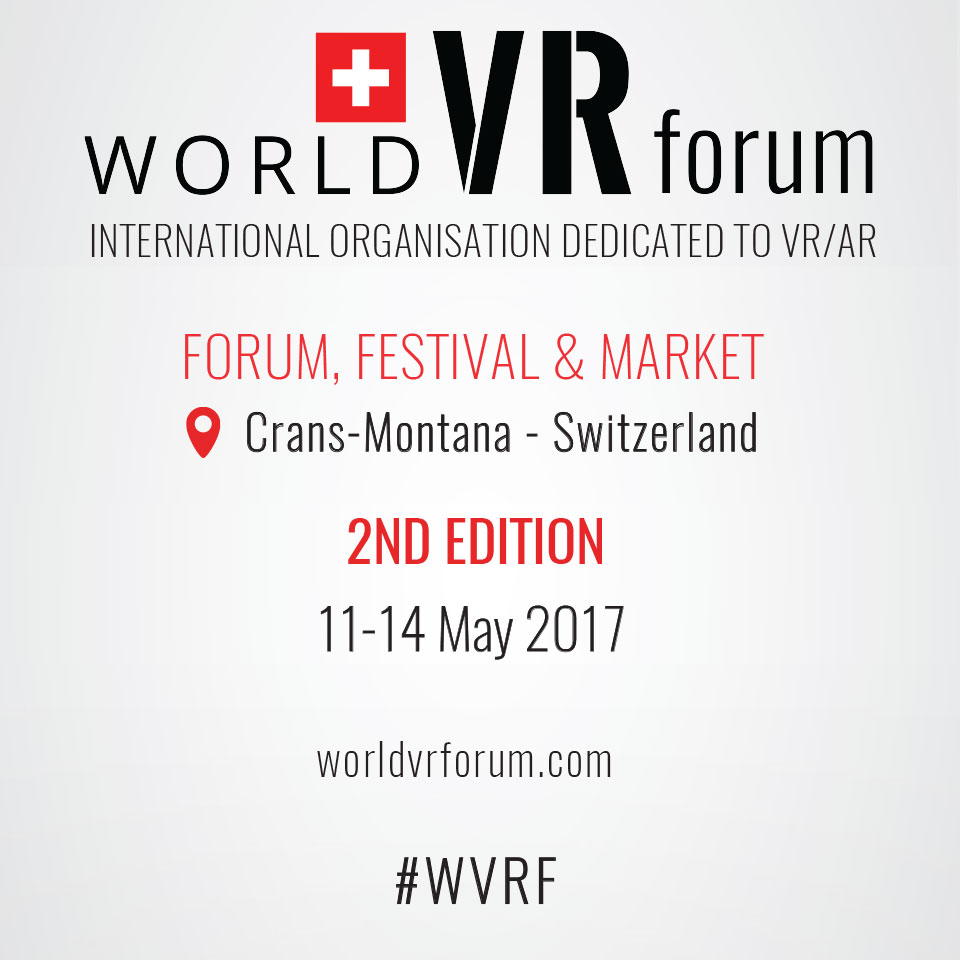 WORLD VR forum
INTERNATIONAL ORGANISATION DEDICATED TO VR/AR
FORUM, FESTIVAL & MARKET
Crans-Montana - Switzerland
2ND EDITION
11-14 May 2017
worldvrforum.com
#WVRF